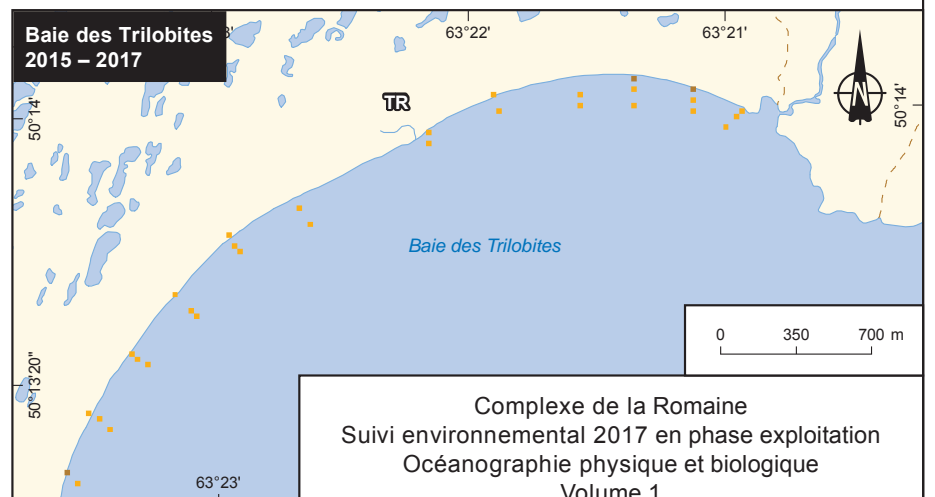 Baie des Trilobites
2015 – 2017
3'
63°22'
63°21'
N
50°14'
50°14'
TR
Baie des Trilobites
0 350 700 m
50°13'20"
63°23'
Complexe de la Romaine
Suivi environnemental 2017 en phase exploitation
Océanographie physique et biologique
Volume 1